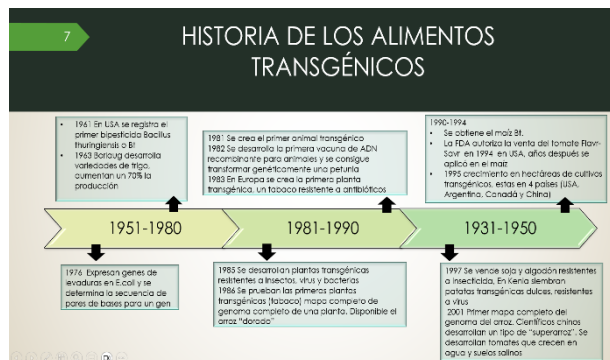 7
HISTORIA DE LOS ALIMENTOS
TRANSGÉNICOS
• 1961 En USA se registra el
primer bipesticida Bacillus
thuringiensis o Bt
• 1963 Borlaug desarrolla
variedades de trigo,
aumentan un 70% la
producción
1981 Se crea el primer animal transgénico
1982 Se desarrolla la primera vacuna de ADN
recombinante para animales y se consigue
transformar genéticamente una petunia
1983 En Europa se crea la primera planta
transgénica, un tabaco resistente a antibióticos
1990-1994
• Se obtiene el maíz Bt.
• La FDA autoriza la venta del tomate Flavr-
Savr en 1994 en USA, años después se
aplicó en el maíz
• 1995 crecimiento en hectáreas de cultivos
transgénicos, estas en 4 países (USA,
Argentina, Canadá y China)
1951-1980
1981-1990
1931-1950
1976 Expresan genes de
levaduras en E.coli y se
determina la secuencia de
pares de bases para un gen
1985 Se desarrollan plantas transgénicas
resistentes a insectos, virus y bacterias
1986 Se prueban las primeras plantas
transgénicas (tabaco) mapa completo de
genoma completo de una planta. Disponible el
arroz "dorado"
1997 Se vende soja y algodón resistentes
a insecticida, En Kenia siembran
patatas transgénicas dulces, resistentes
a virus
2001 Primer mapa completo del
genoma del arroz. Científicos chinos
desarrollan un tipo de "superarroz". Se
desarrollan tomates que crecen en
agua y suelos salinos